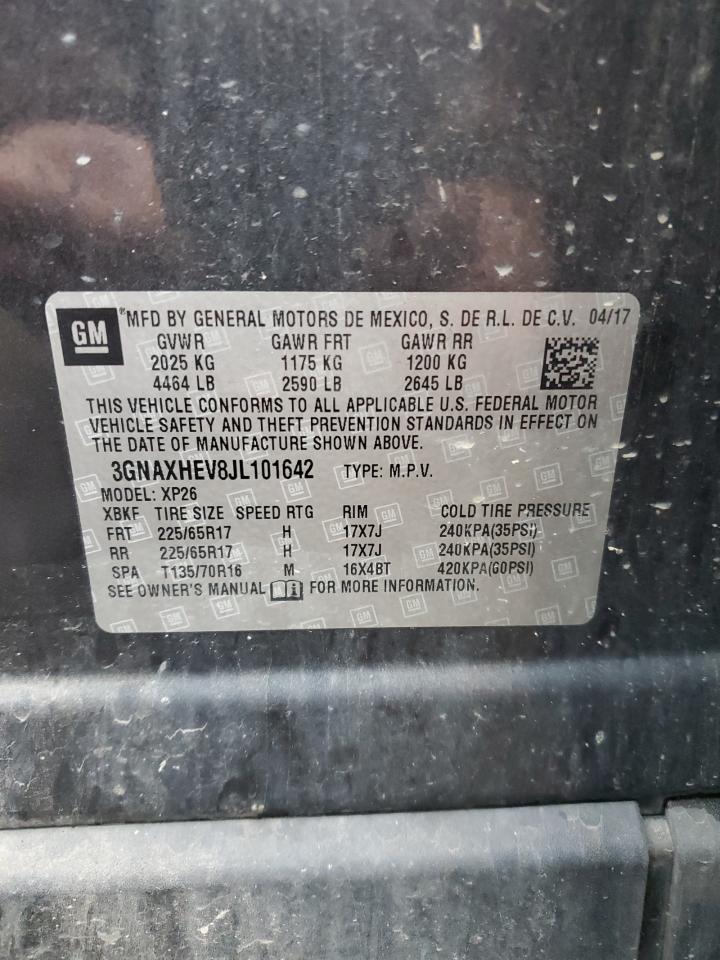 GM ®MFD BY GENERAL MOTORS DE MEXICO, S. DE R.L. DE C.V. 04/17
GVWR GAWR FRT GAWR RR
2025 KG 1175 KG 1200 KG
4464 LB 2590 LB 2645 LB
THIS VEHICLE CONFORMS TO ALL APPLICABLE U.S. FEDERAL MOTOR
VEHICLE SAFETY AND THEFT PREVENTION STANDARDS IN EFFECT ON
THE DATE OF MANUFACTURE SHOWN ABOVE.
3GNAXHEV8JL101642 TYPE: M.P.V.
MODEL: XP26
XBKF TIRE SIZE SPEED RTG RIM COLD TIRE PRESSURE
FRT 225/65R17 H 17X7J 240KPA(35PSI)
RR 225/65R17 H 17X7J 240KPA(35PSI)
SPA T135/70R16 M 16X4BT 420KPA(60PSI)
SEE OWNER'S MANUAL FOR MORE INFORMATION.